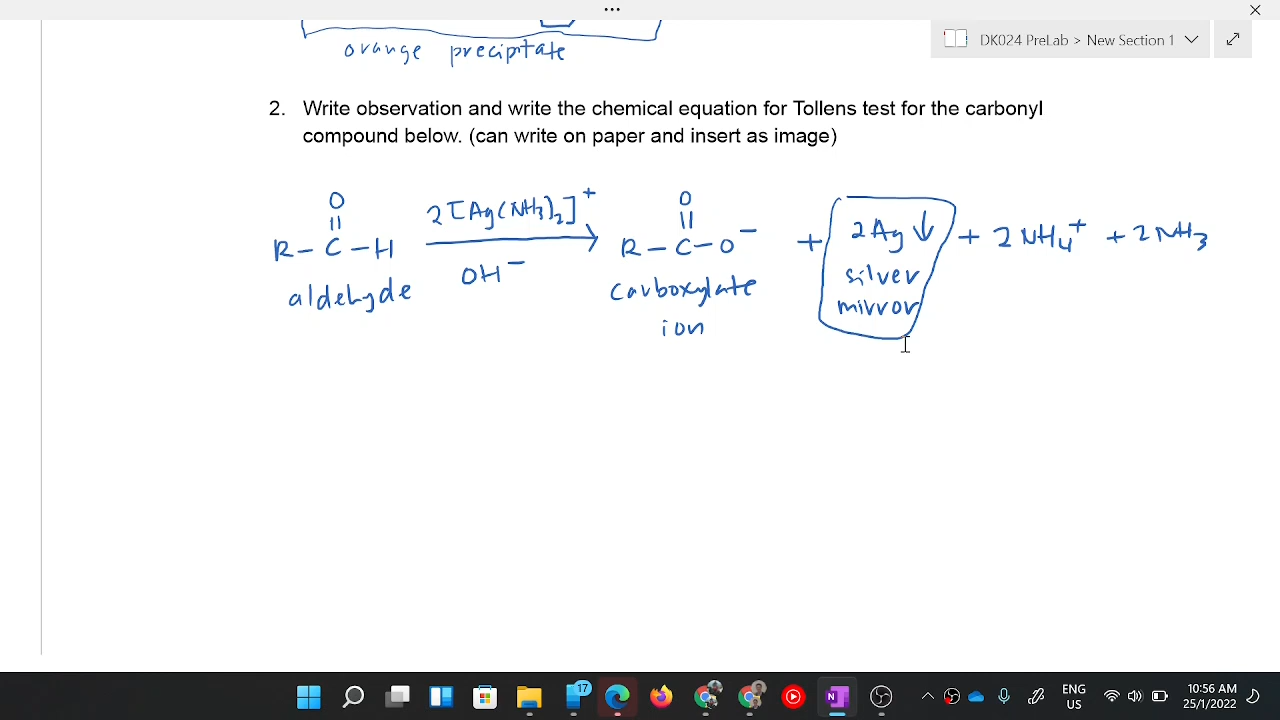 orange preciptate
DK024 PreLab > New Section 1
2. Write observation and write the chemical equation for Tollens test for the carbonyl
compound below. (can write on paper and insert as image)
O
||
R-C-H
aldehyde
2[Ag(NH3)2]+
OH-
O
||
R-C-O-
carboxylate
ion
+ 2Ag↓ + 2NH4+ + 2NH3
silver
mirror
17
ENG
US
10:56 AM
25/1/2022